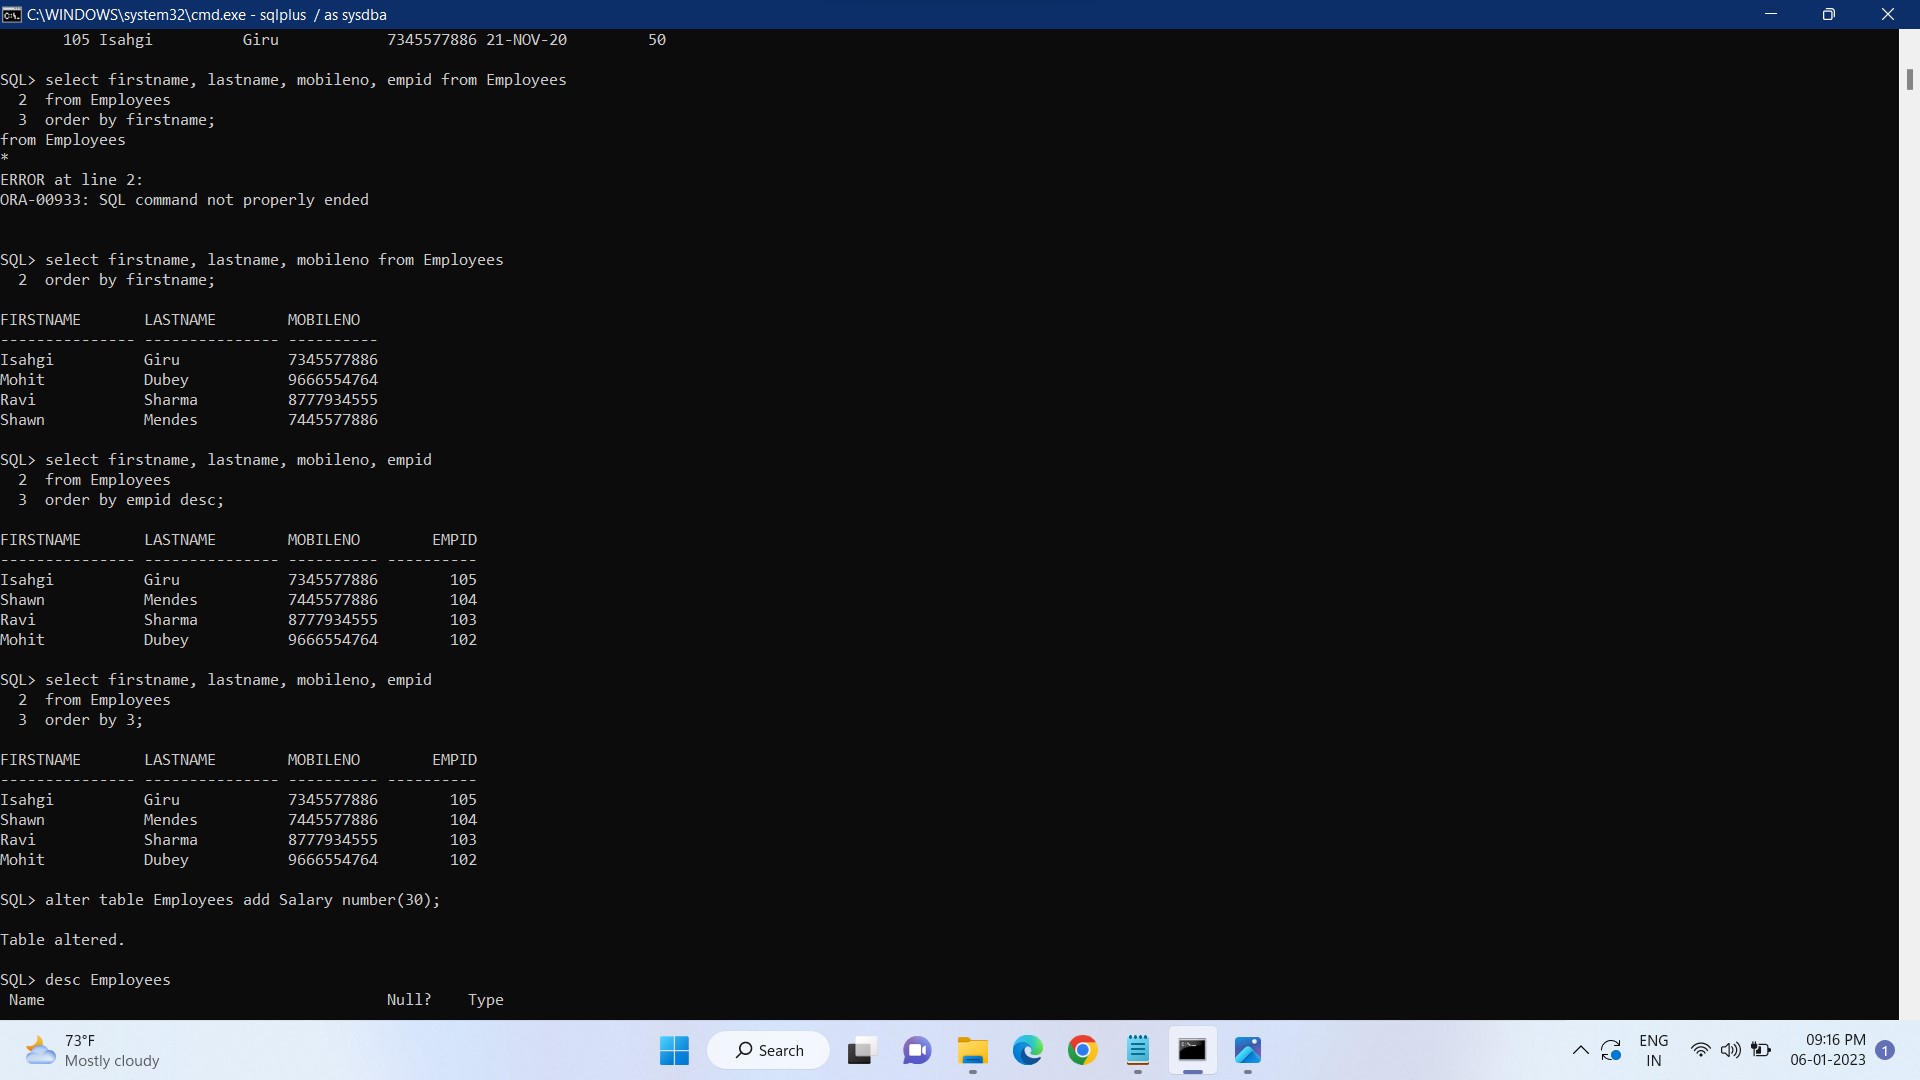 C:\WINDOWS\system32\cmd.exe - sqlplus  / as sysdba
       105 Isahgi          Giru            7345577886 21-NOV-20         50
SQL> select firstname, lastname, mobileno, empid from Employees
  2  from Employees
  3  order by firstname;
from Employees
*
ERROR at line 2:
ORA-00933: SQL command not properly ended
SQL> select firstname, lastname, mobileno from Employees
  2  order by firstname;
FIRSTNAME       LASTNAME        MOBILENO
--------------- --------------- ----------
Isahgi          Giru            7345577886
Mohit           Dubey           9666554764
Ravi            Sharma          8777934555
Shawn           Mendes          7445577886
SQL> select firstname, lastname, mobileno, empid
  2  from Employees
  3  order by empid desc;
FIRSTNAME       LASTNAME        MOBILENO        EMPID
--------------- --------------- ---------- ----------
Isahgi          Giru            7345577886        105
Shawn           Mendes          7445577886        104
Ravi            Sharma          8777934555        103
Mohit           Dubey           9666554764        102
SQL> select firstname, lastname, mobileno, empid
  2  from Employees
  3  order by 3;
FIRSTNAME       LASTNAME        MOBILENO        EMPID
--------------- --------------- ---------- ----------
Isahgi          Giru            7345577886        105
Shawn           Mendes          7445577886        104
Ravi            Sharma          8777934555        103
Mohit           Dubey           9666554764        102
SQL> alter table Employees add Salary number(30);
Table altered.
SQL> desc Employees
 Name                                      Null?    Type
73°F
Mostly cloudy
Search
ENG
IN
09:16 PM
06-01-2023
1